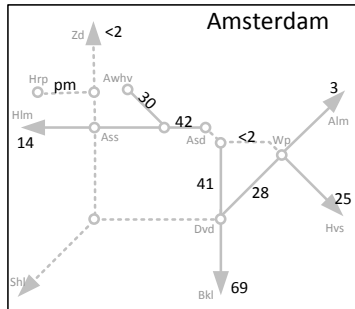 Amsterdam
Zd <2
Hrp pm Awhv
30
3
Hlm
14
Ass
42
Asd
<2
Wp
Alm
41
28
25
Hvs
Dvd
Shl
Bkl
69